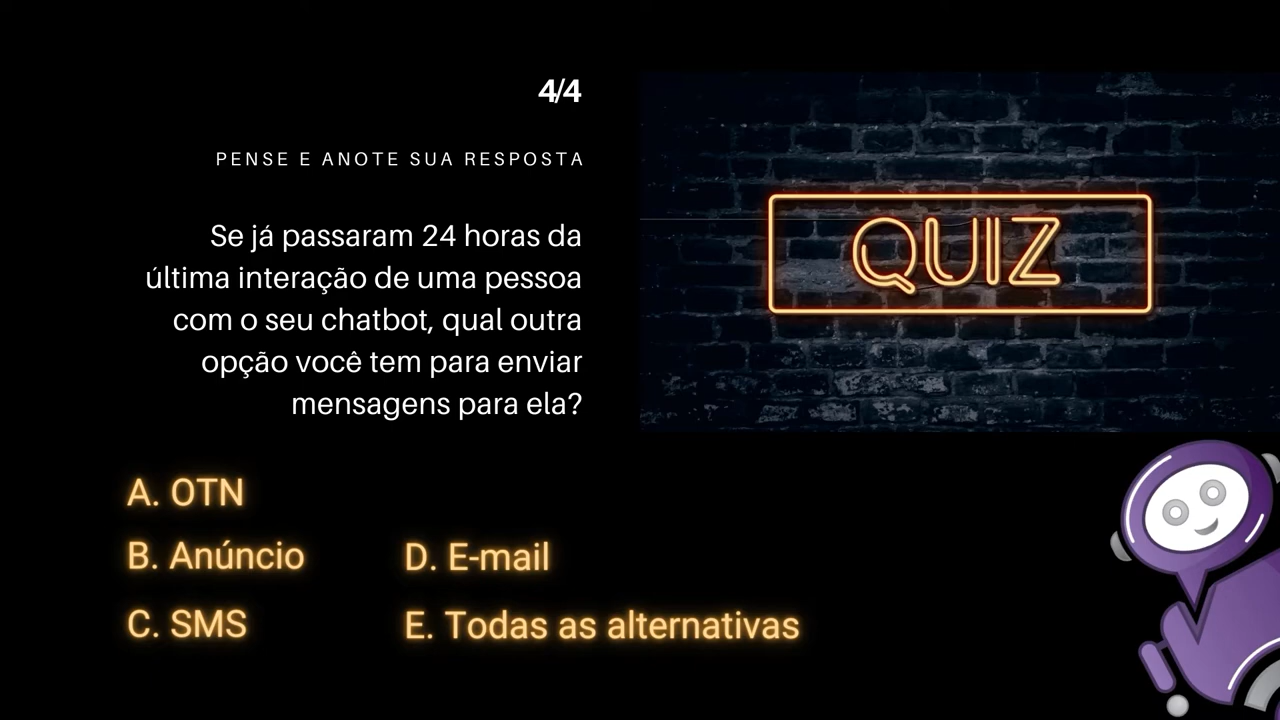 4/4
PENSE E ANOTE SUA RESPOSTA
Se já passaram 24 horas da
última interação de uma pessoa
com o seu chatbot, qual outra
opção você tem para enviar
mensagens para ela?
QUIZ
A. OTN
B. Anúncio
C. SMS
D. E-mail
E. Todas as alternativas